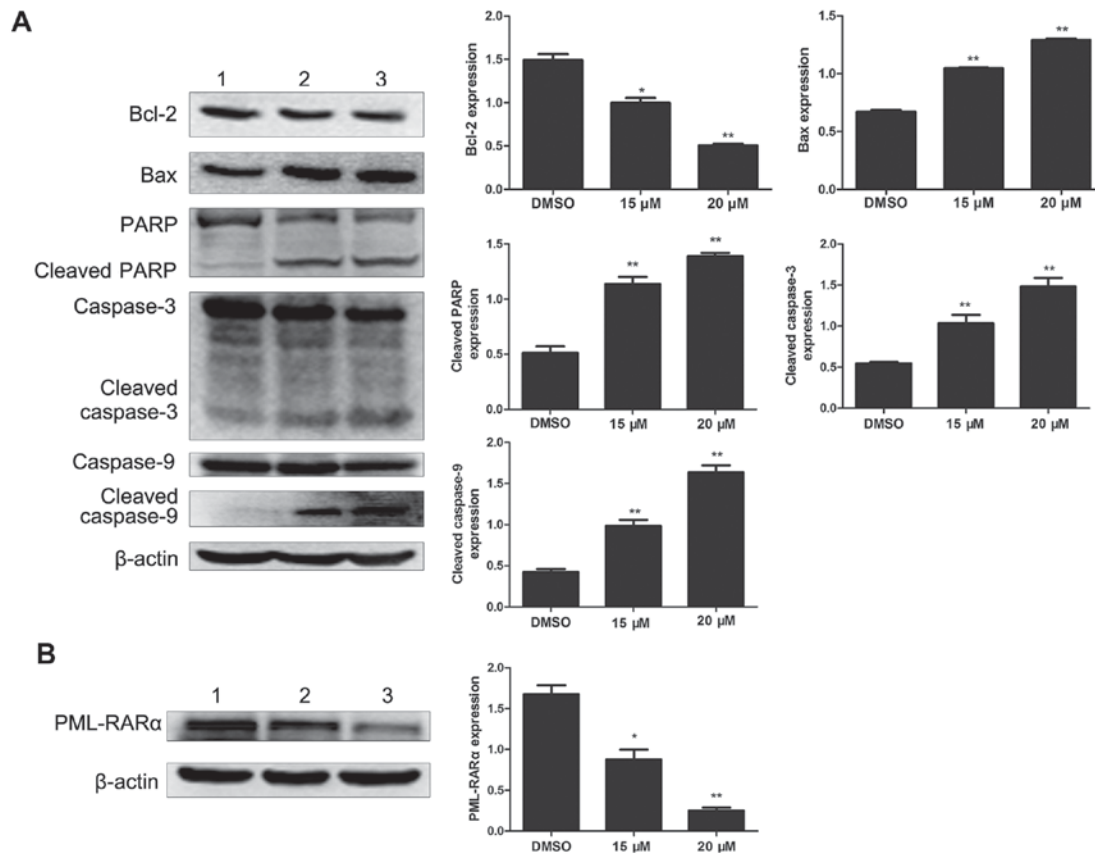 A
1 2 3
Bcl-2
Bax
PARP
Cleaved PARP
Caspase-3
Cleaved
caspase-3
Caspase-9
Cleaved
caspase-9
β-actin
Bcl-2 expression
2.0
1.5
1.0
0.5
0.0
*
**
DMSO 15 µM 20 µM
Bax expression
1.5
1.0
0.5
0.0
**
**
DMSO 15 µM 20 µM
Cleaved PARP
expression
1.5
1.0
0.5
0.0
**
**
DMSO 15 µM 20 µM
Cleaved caspase-3
expression
2.0
1.5
1.0
0.5
0.0
**
**
DMSO 15 µM 20 µM
Cleaved caspase-9
expression
2.0
1.5
1.0
0.5
0.0
**
**
DMSO 15 µM 20 µM
B
1 2 3
PML-RARα
β-actin
PML-RARα expression
2.0
1.5
1.0
0.5
0.0
*
**
DMSO 15 µM 20 µM